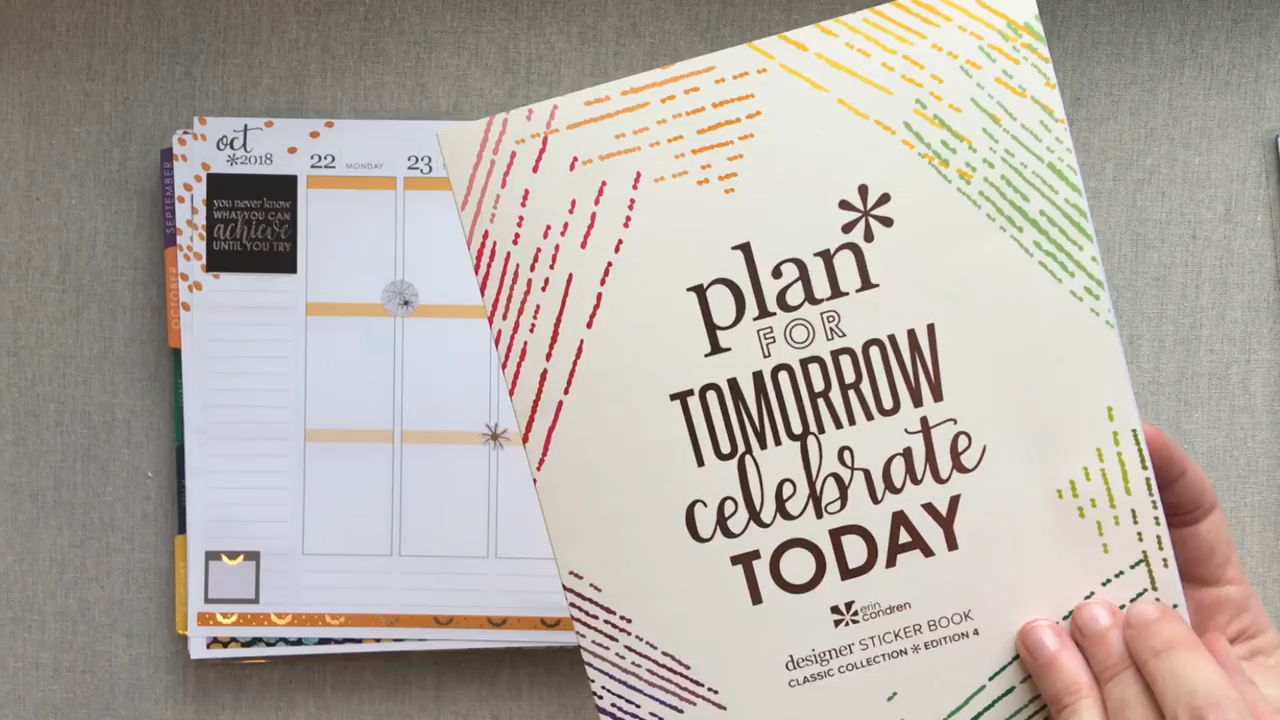 oct
*2018
22 MONDAY
23
SEPTEMBER
OCTOBER
you never know
WHAT YOU CAN
achieve
UNTIL YOU TRY
plan*
FOR
TOMORROW
celebrate
TODAY
erin
condren
designer STICKER BOOK
CLASSIC COLLECTION * EDITION 4